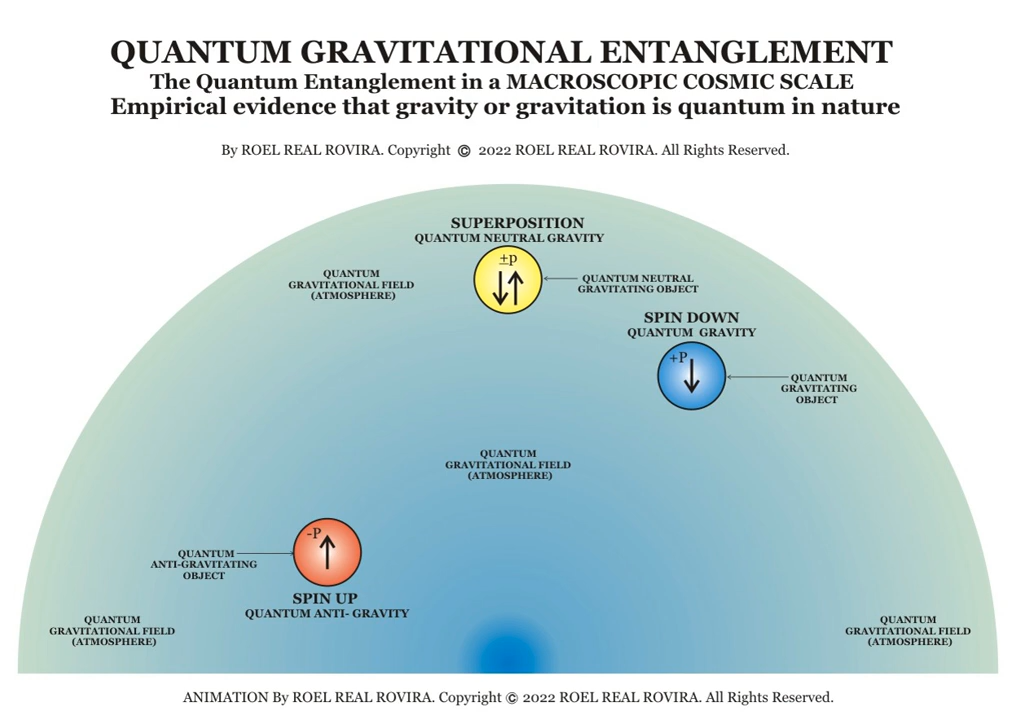 QUANTUM GRAVITATIONAL ENTANGLEMENT
The Quantum Entanglement in a MACROSCOPIC COSMIC SCALE
Empirical evidence that gravity or gravitation is quantum in nature
By ROEL REAL ROVIRA. Copyright © 2022 ROEL REAL ROVIRA. All Rights Reserved.
SUPERPOSITION
QUANTUM NEUTRAL GRAVITY
±p
QUANTUM
GRAVITATIONAL FIELD
(ATMOSPHERE)
QUANTUM NEUTRAL
GRAVITATING OBJECT
SPIN DOWN
QUANTUM GRAVITY
+P
QUANTUM
GRAVITATING
OBJECT
QUANTUM
GRAVITATIONAL FIELD
(ATMOSPHERE)
-P
QUANTUM
ANTI-GRAVITATING
OBJECT
SPIN UP
QUANTUM ANTI- GRAVITY
QUANTUM
GRAVITATIONAL FIELD
(ATMOSPHERE)
QUANTUM
GRAVITATIONAL FIELD
(ATMOSPHERE)
ANIMATION By ROEL REAL ROVIRA. Copyright © 2022 ROEL REAL ROVIRA. All Rights Reserved.